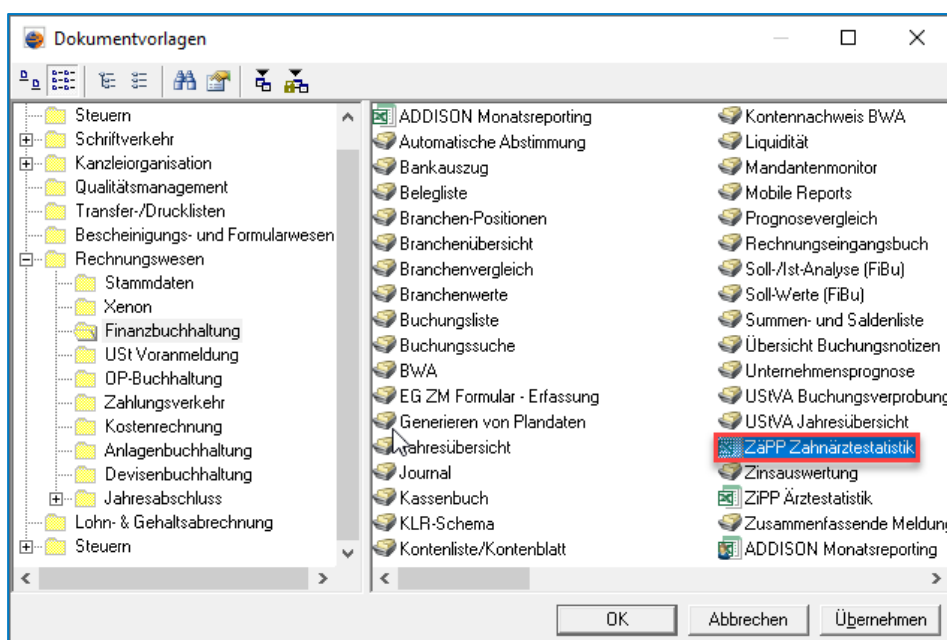 Dokumentvorlagen
Steuern
Schriftverkehr
Kanzleiorganisation
Qualitätsmanagement
Transfer-/Drucklisten
Bescheinigungs- und Formularwesen
Rechnungswesen
Stammdaten
Xenon
Finanzbuchhaltung
USt Voranmeldung
OP-Buchhaltung
Zahlungsverkehr
Kostenrechnung
Anlagenbuchhaltung
Devisenbuchhaltung
Jahresabschluss
Lohn- & Gehaltsabrechnung
Steuern
ADDISON Monatsreporting
Automatische Abstimmung
Bankauszug
Belegliste
Branchen-Positionen
Branchenübersicht
Branchenvergleich
Branchenwerte
Buchungsliste
Buchungssuche
BWA
EG ZM Formular - Erfassung
Generieren von Plandaten
Jahresübersicht
Journal
Kassenbuch
KLR-Schema
Kontenliste/Kontenblatt
Kontennachweis BWA
Liquidität
Mandantenmonitor
Mobile Reports
Prognosevergleich
Rechnungseingangsbuch
Soll-/Ist-Analyse (FiBu)
Soll-Werte (FiBu)
Summen- und Saldenliste
Übersicht Buchungsnotizen
Unternehmensprognose
UStVA Buchungsverprobung
UStVA Jahresübersicht
ZäPP Zahnärztestatistik
Zinsauswertung
ZiPP Ärztestatistik
Zusammenfassende Meldung
ADDISON Monatsreporting
OK
Abbrechen
Übernehmen